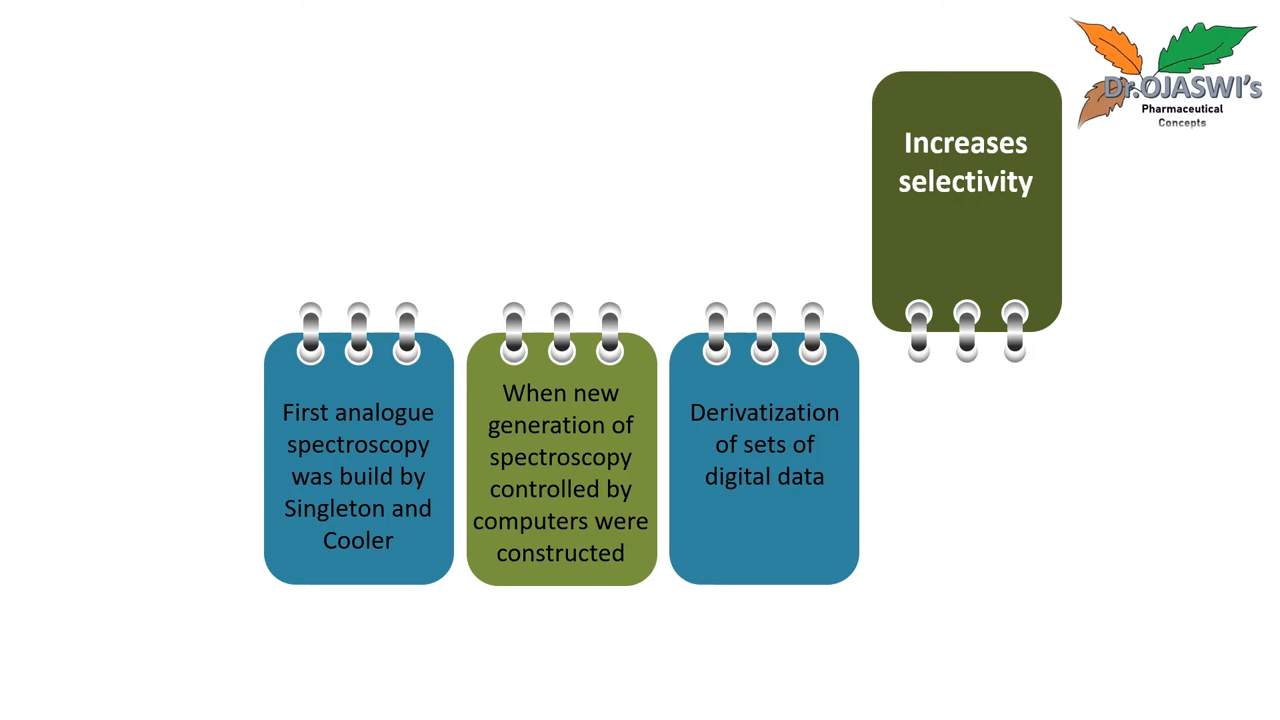 Dr.OJASWI's
Pharmaceutical
Concepts
Increases
selectivity
First analogue
spectroscopy
was build by
Singleton and
Cooler
When new
generation of
spectroscopy
controlled by
computers were
constructed
Derivatization
of sets of
digital data